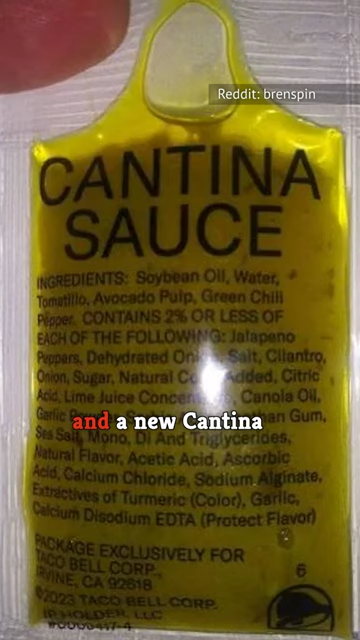 Reddit: brenspin
CANTINA
SAUCE
INGREDIENTS: Soybean Oil, Water,
Tomatillo, Avocado Pulp, Green Chili
Pepper. CONTAINS 2% OR LESS OF
EACH OF THE FOLLOWING: Jalapeno
Peppers, Dehydrated Onion, Salt, Cilantro,
Onion, Sugar, Natural Added, Citric
Acid, Lime Juice Canola Oil,
Garlic Gum,
and a new Cantina
Sea Salt, Mono, Di And Triglycerides,
Natural Flavor, Acetic Acid, Ascorbic
Acid, Calcium Chloride, Sodium Alginate,
Extractives of Turmeric (Color), Garlic,
Calcium Disodium EDTA (Protect Flavor)
PACKAGE EXCLUSIVELY FOR
TACO BELL CORP.
IRVINE, CA 92618
6
©2023 TACO BELL CORP.
IP HOLDER, LLC